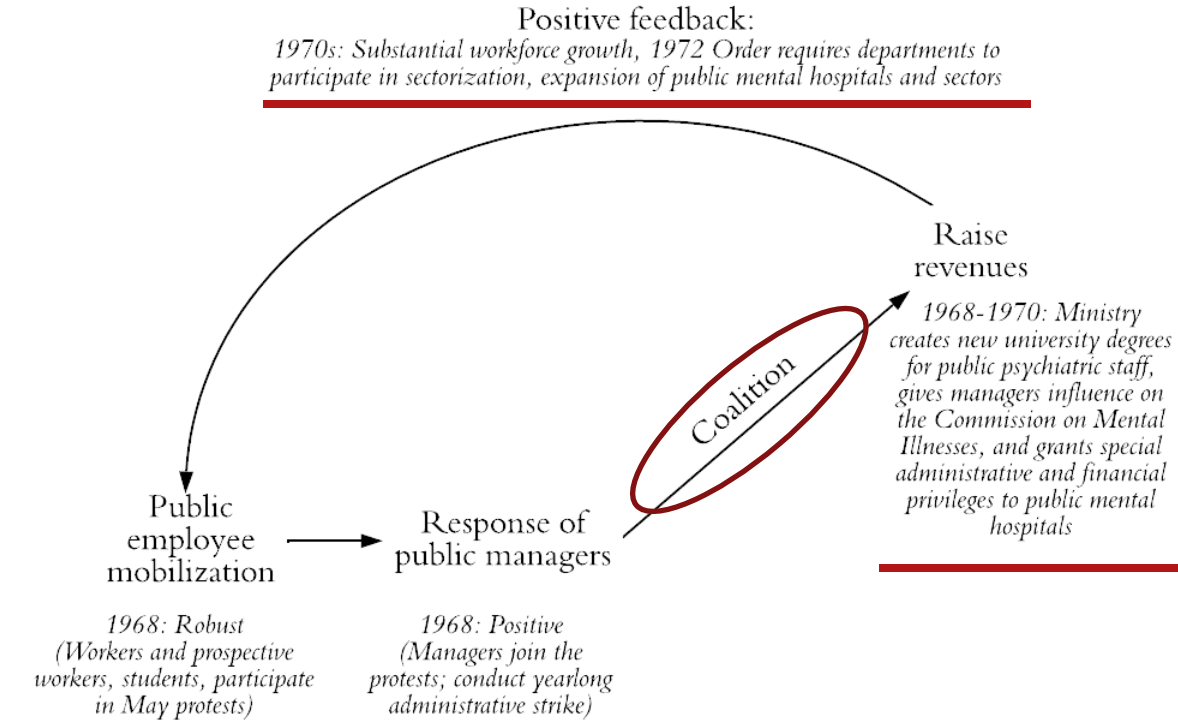 Positive feedback:
1970s: Substantial workforce growth, 1972 Order requires departments to
participate in sectorization, expansion of public mental hospitals and sectors
Raise
revenues
1968-1970: Ministry
creates new university degrees
for public psychiatric staff,
gives managers influence on
the Commission on Mental
Illnesses, and grants special
administrative and financial
privileges to public mental
hospitals
Coalition
Public
employee
mobilization
Response of
public managers
1968: Robust
(Workers and prospective
workers, students, participate
in May protests)
1968: Positive
(Managers join the
protests; conduct yearlong
administrative strike)